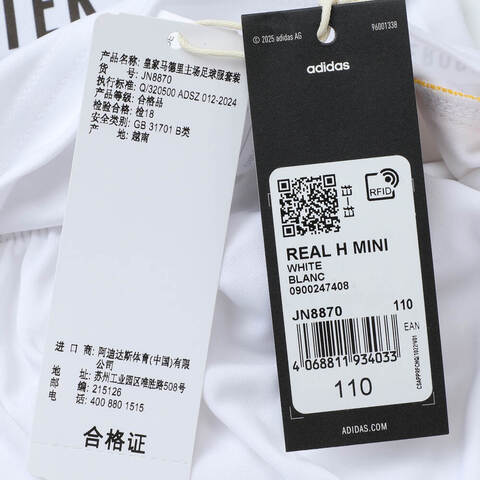 TER
产品名称: 皇家马德里主场足球服套装
货 号: JN8870
执行标准: Q/320500 ADSZ 012-2024
产品等级: 合格品
检验合格: 检18
安全类别: GB 31701 B类
产 地: 越南
进 口 商: 阿迪达斯体育(中国)有限
公司
地 址: 苏州工业园区唯胜路508号
邮 编: 215126
电 话: 400 880 1515
合格证
© 2025 adidas AG
96001338
adidas
RFID
REAL H MINI
WHITE
BLANC
0900247408
JN8870 110
EAN
4 068811 934033
110
ADIDAS.COM